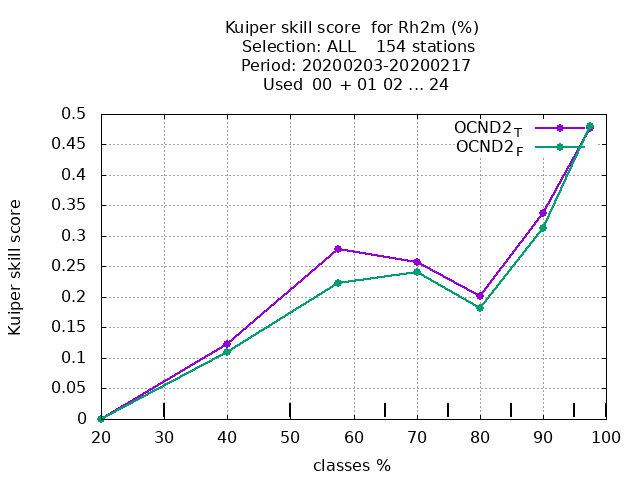 Kuiper skill score  for Rh2m (%)
Selection: ALL    154 stations
Period: 20200203-20200217
Used  00 + 01 02 ... 24
OCND2T
OCND2F
0.5
0.45
0.4
0.35
0.3
0.25
0.2
0.15
0.1
0.05
0
Kuiper skill score
20 30 40 50 60 70 80 90 100
classes %